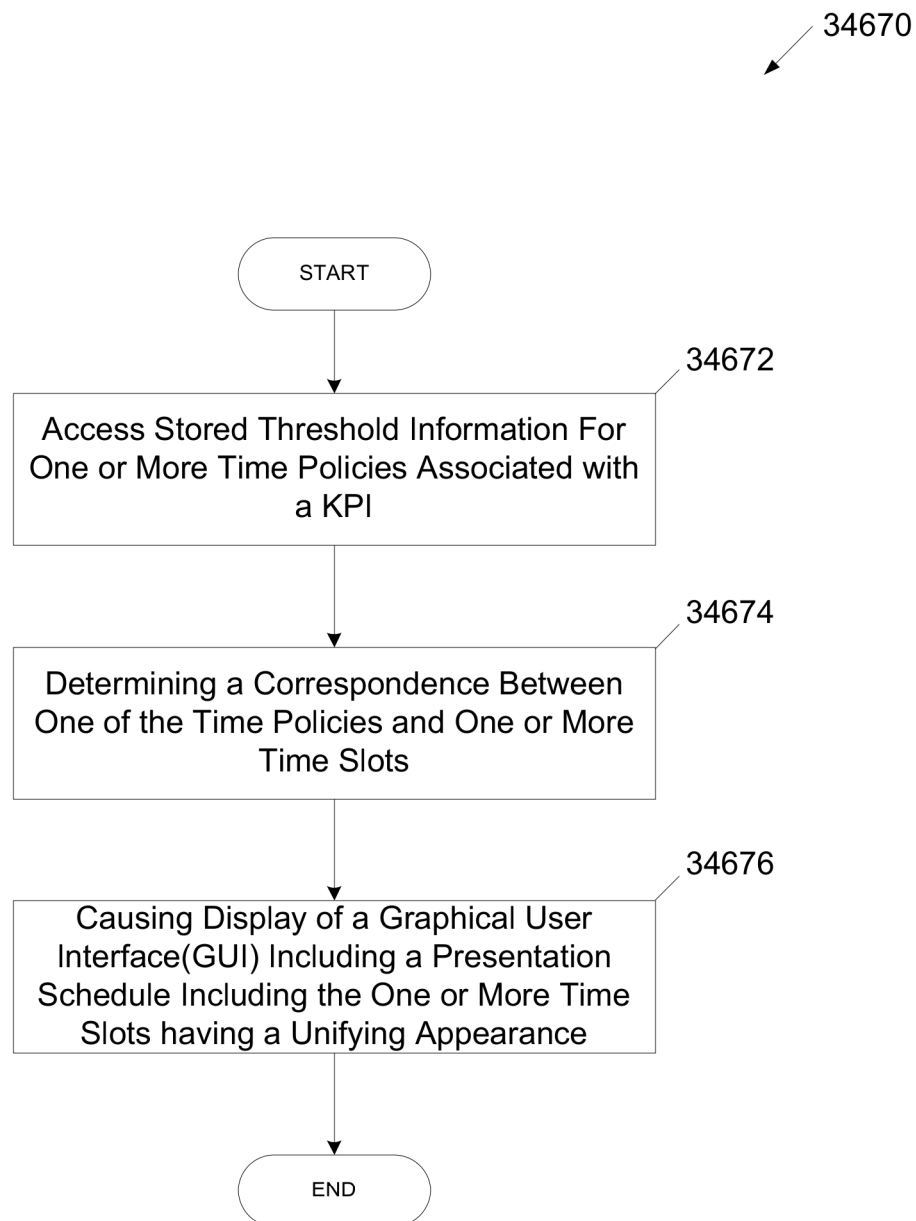 34670
START
34672
Access Stored Threshold Information For
One or More Time Policies Associated with
a KPI
34674
Determining a Correspondence Between
One of the Time Policies and One or More
Time Slots
34676
Causing Display of a Graphical User
Interface(GUI) Including a Presentation
Schedule Including the One or More Time
Slots having a Unifying Appearance
END